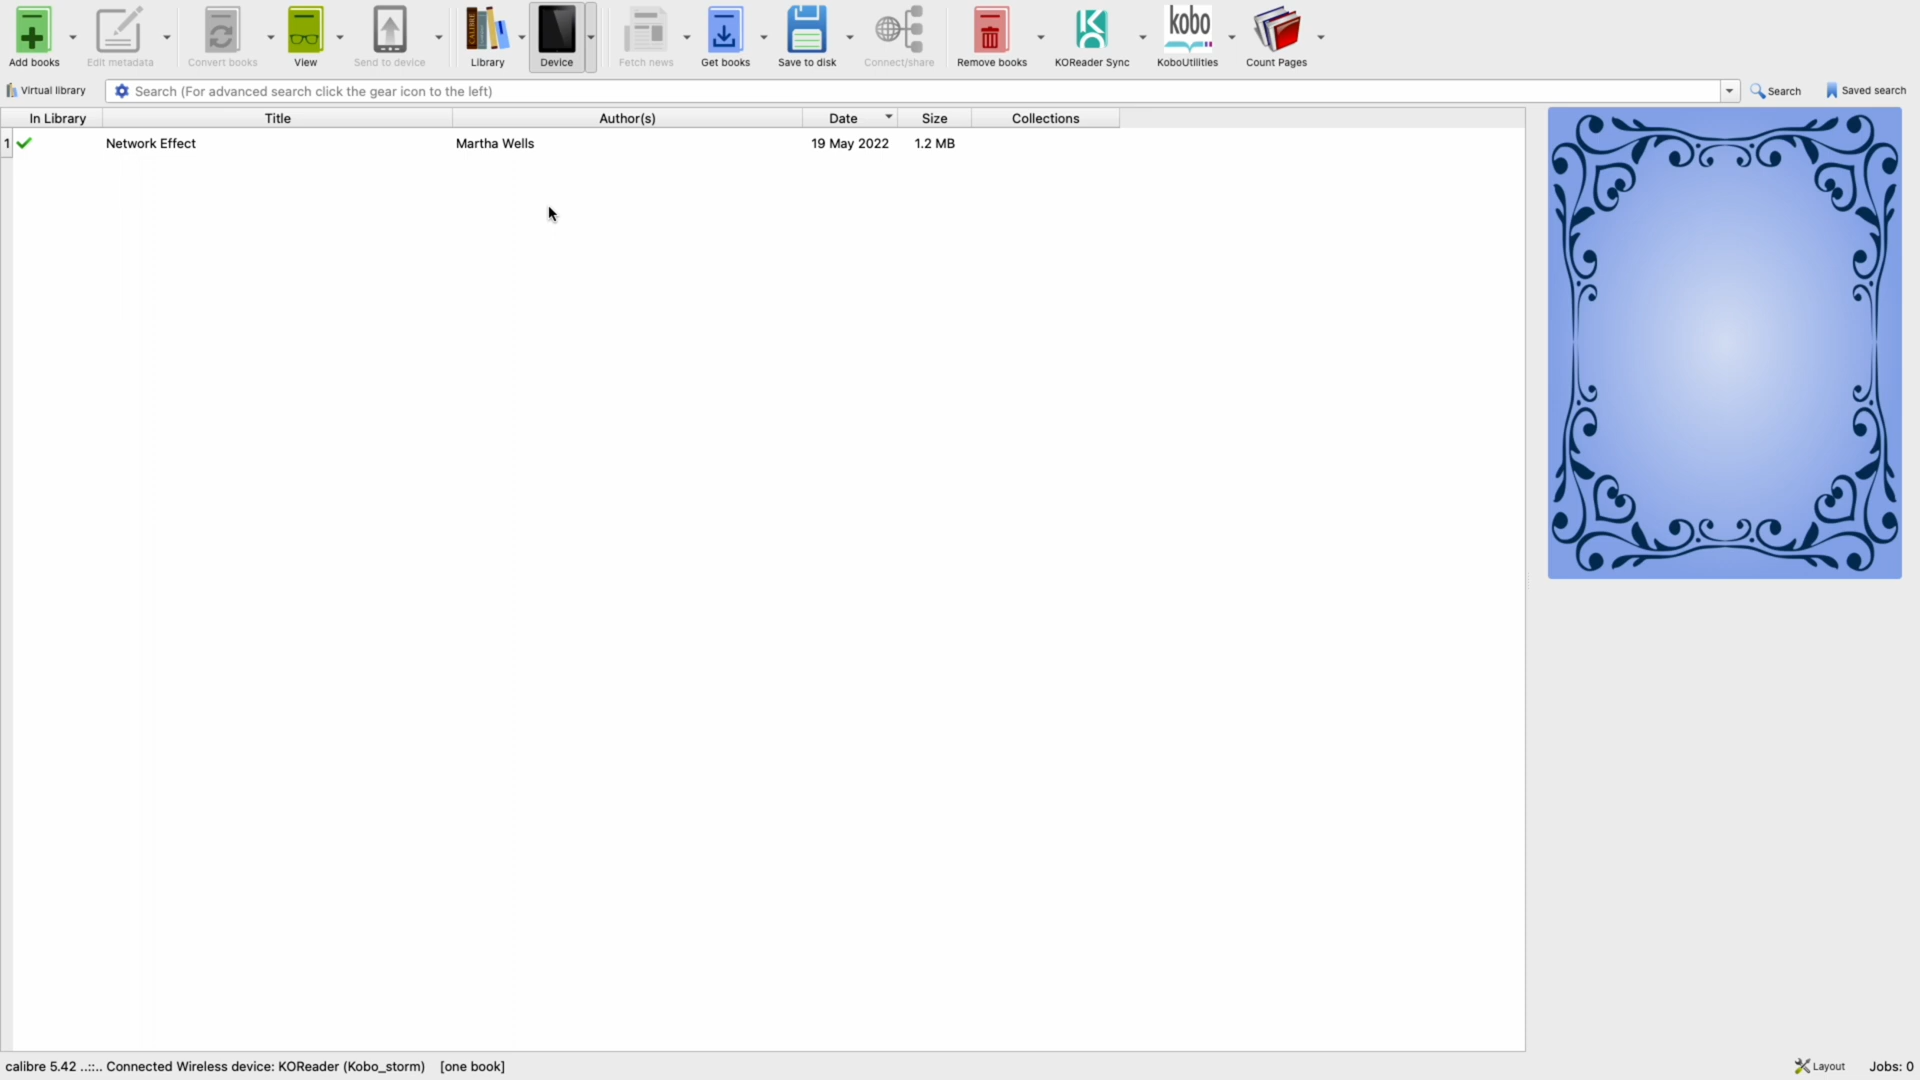 Add books Edit metadata Convert books View Send to device Library Device Fetch news Get books Save to disk Connect/share Remove books KOReader Sync kobo KoboUtilities Count Pages
Virtual library Search (For advanced search click the gear icon to the left) Search Saved search
In Library Title Author(s) Date Size Collections
1 Network Effect Martha Wells 19 May 2022 1.2 MB
calibre 5.42 ..::.. Connected Wireless device: KOReader (Kobo_storm) [one book] Layout Jobs: 0